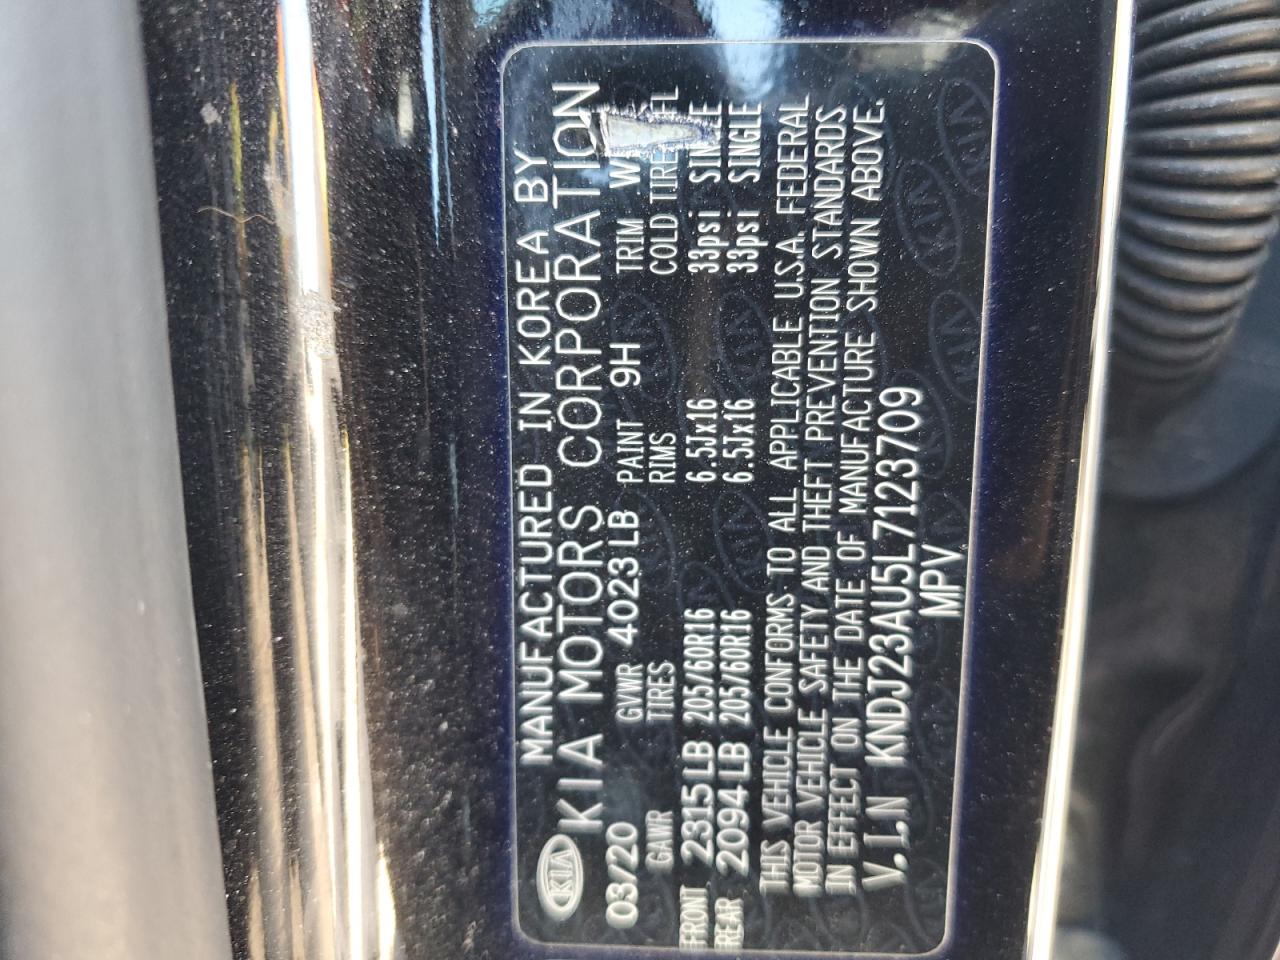 KIA
MANUFACTURED IN KOREA BY
KIA MOTORS CORPORATION
03/20 GVWR 4023LB PAINT 9H TRIM
GAWR TIRES RIMS COLD TIRE
FRONT 2315LB 205/60R16 6.5Jx16 33psi SINGLE
REAR 2094LB 205/60R16 6.5Jx16 33psi SINGLE
THIS VEHICLE CONFORMS TO ALL APPLICABLE U.S.A. FEDERAL
MOTOR VEHICLE SAFETY AND THEFT PREVENTION STANDARDS
IN EFFECT ON THE DATE OF MANUFACTURE SHOWN ABOVE.
V.I.N KNDJ23AU5L7123709
MPV